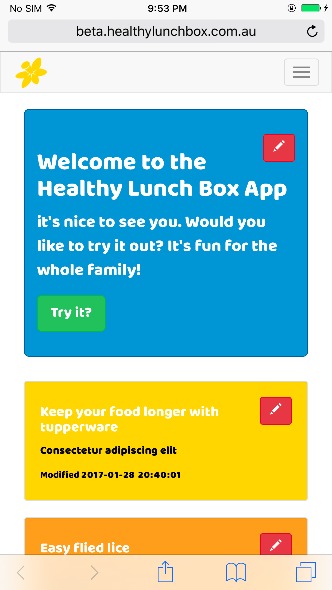 No SIM 9:53 PM
beta.healthylunchbox.com.au
Welcome to the
Healthy Lunch Box App
it's nice to see you. Would you
like to try it out? It's fun for the
whole family!
Try it?
Keep your food longer with
tupperware
Consectetur adipiscing elit
Modified 2017-01-28 20:40:01
Easy flied lice